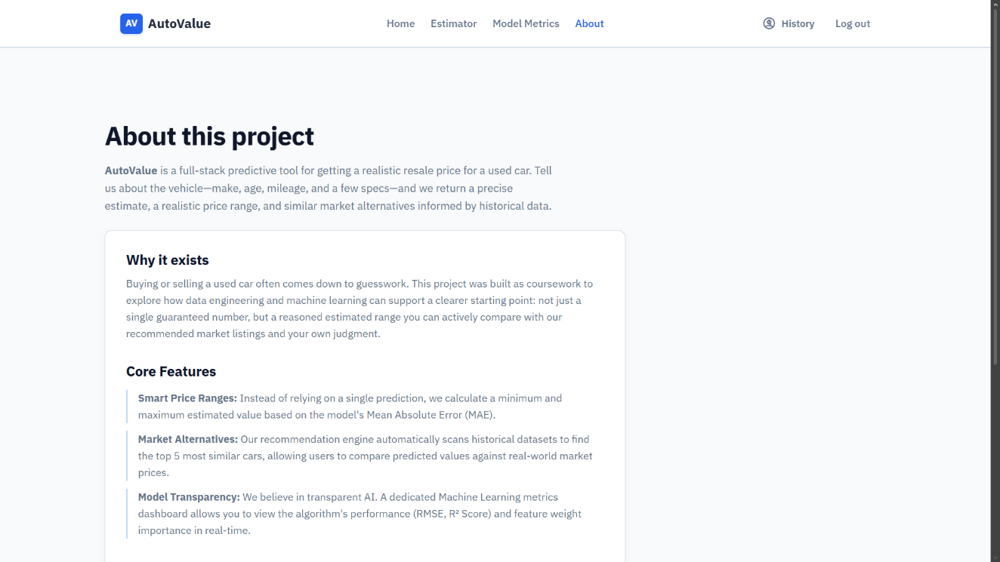 AV AutoValue
Home Estimator Model Metrics About
History Log out
About this project
AutoValue is a full-stack predictive tool for getting a realistic resale price for a used car. Tell
us about the vehicle—make, age, mileage, and a few specs—and we return a precise
estimate, a realistic price range, and similar market alternatives informed by historical data.
Why it exists
Buying or selling a used car often comes down to guesswork. This project was built as coursework to
explore how data engineering and machine learning can support a clearer starting point: not just a
single guaranteed number, but a reasoned estimated range you can actively compare with our
recommended market listings and your own judgment.
Core Features
Smart Price Ranges: Instead of relying on a single prediction, we calculate a minimum and
maximum estimated value based on the model's Mean Absolute Error (MAE).
Market Alternatives: Our recommendation engine automatically scans historical datasets to find
the top 5 most similar cars, allowing users to compare predicted values against real-world market
prices.
Model Transparency: We believe in transparent AI. A dedicated Machine Learning metrics
dashboard allows you to view the algorithm's performance (RMSE, R² Score) and feature weight
importance in real-time.